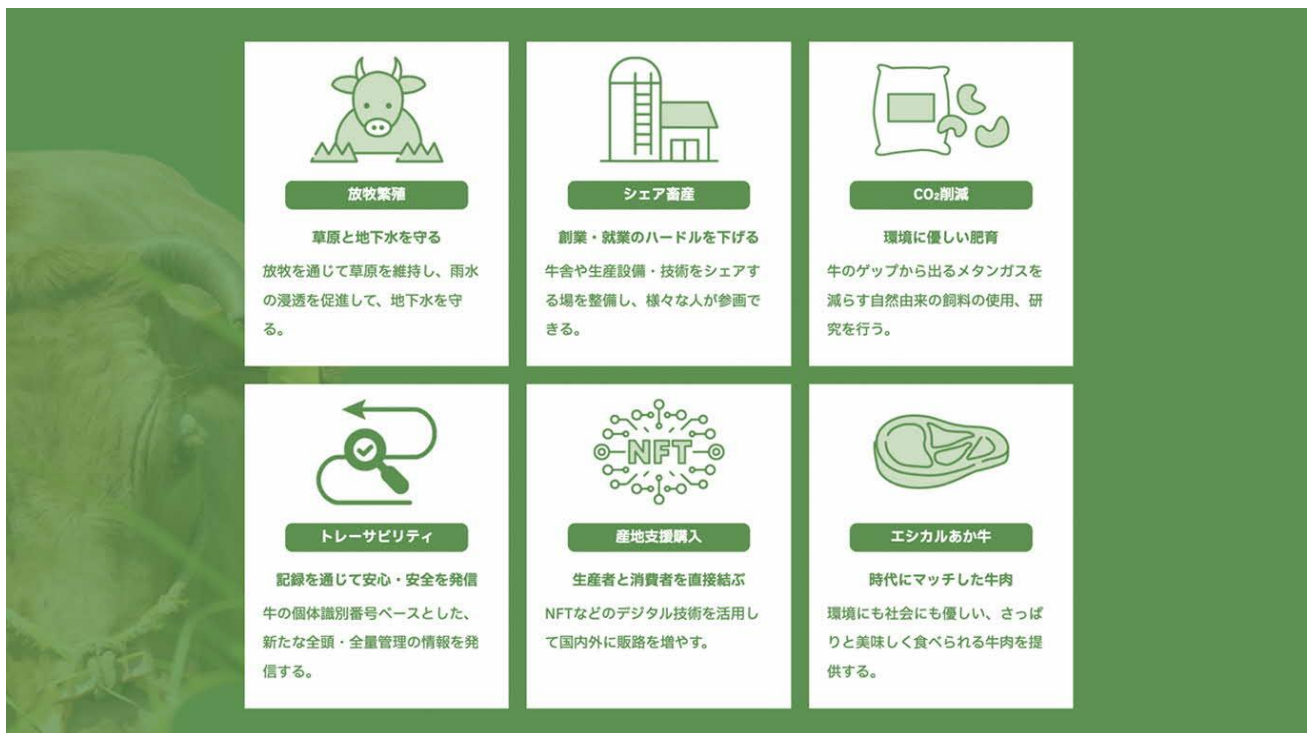 放牧繁殖
草原と地下水を守る
放牧を通じて草原を維持し、雨水
の浸透を促進して、地下水を守
る。
シェア畜産
創業・就業のハードルを下げる
牛舎や生産設備・技術をシェアす
る場を整備し、様々な人が参画で
きる。
CO₂削減
環境に優しい肥育
牛のゲップから出るメタンガスを
減らす自然由来の飼料の使用、研
究を行う。
トレーサビリティ
記録を通じて安心・安全を発信
牛の個体識別番号ベースとした、
新たな全頭・全量管理の情報を発
信する。
NFT
産地支援購入
生産者と消費者を直接結ぶ
NFTなどのデジタル技術を活用し
て国内外に販路を増やす。
エシカルあか牛
時代にマッチした牛肉
環境にも社会にも優しい、さっぱ
りと美味しく食べられる牛肉を提
供する。